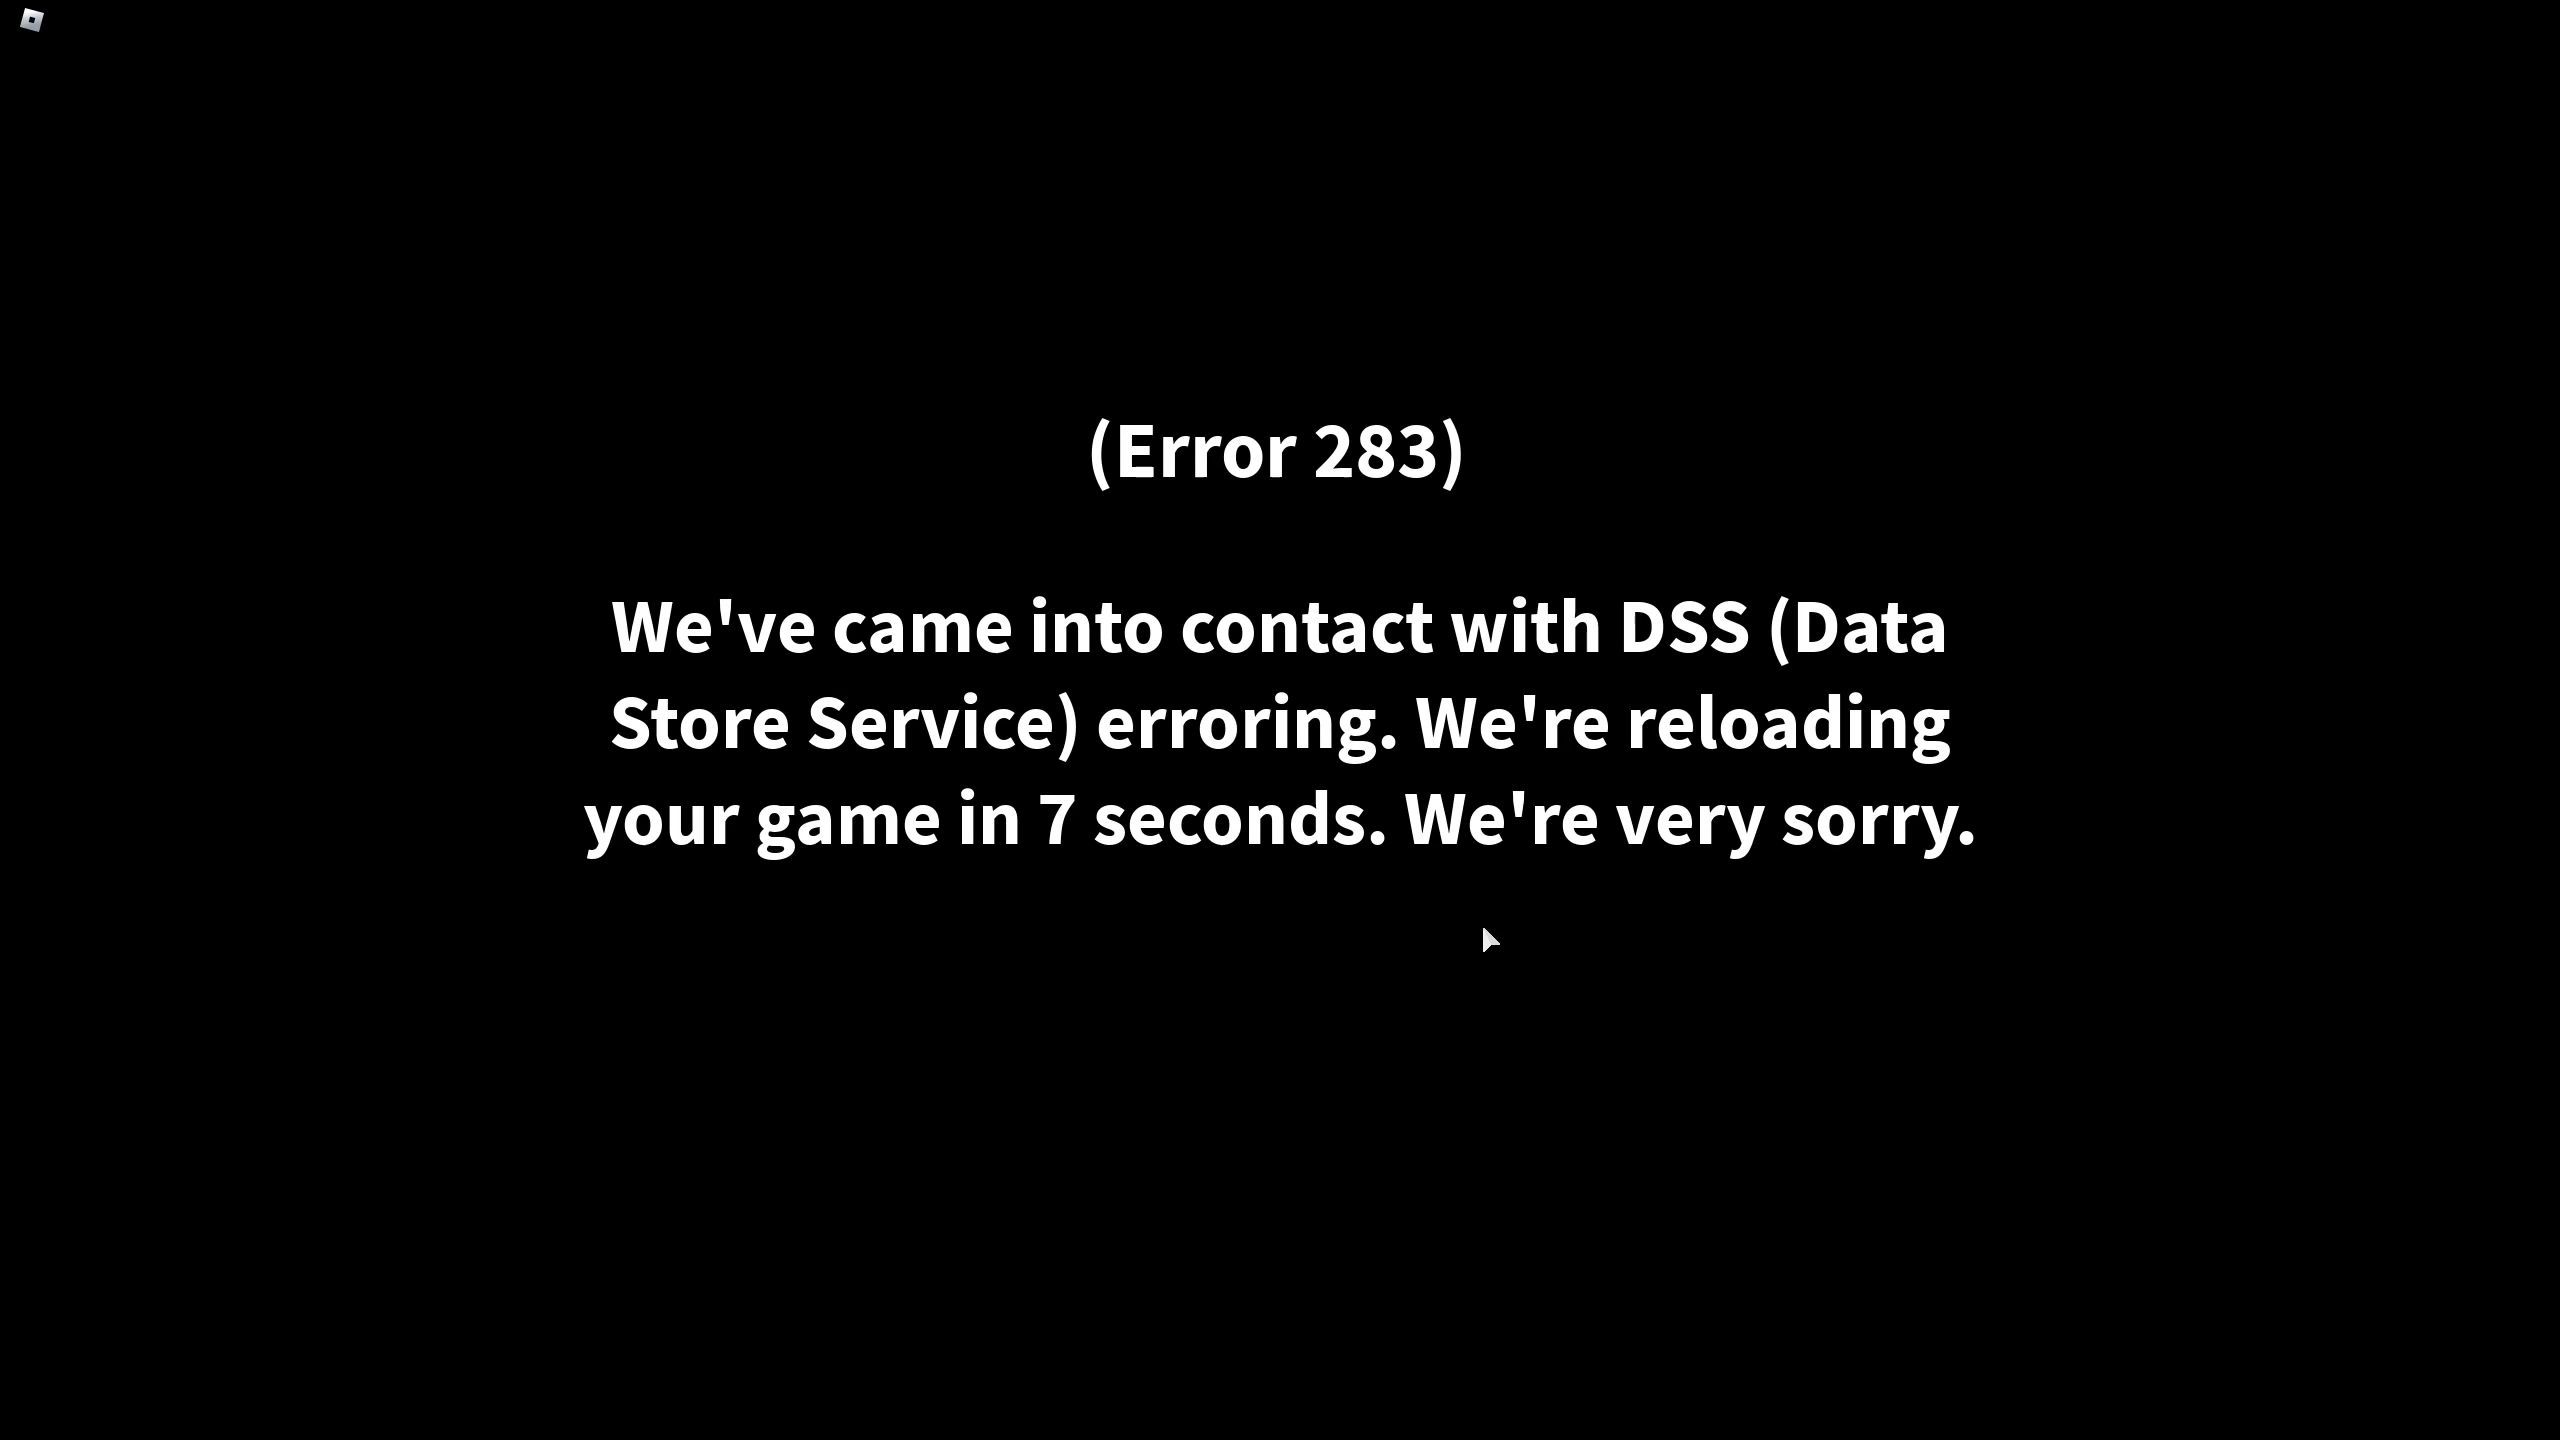 (Error 283)
We've came into contact with DSS (Data
Store Service) erroring. We're reloading
your game in 7 seconds. We're very sorry.